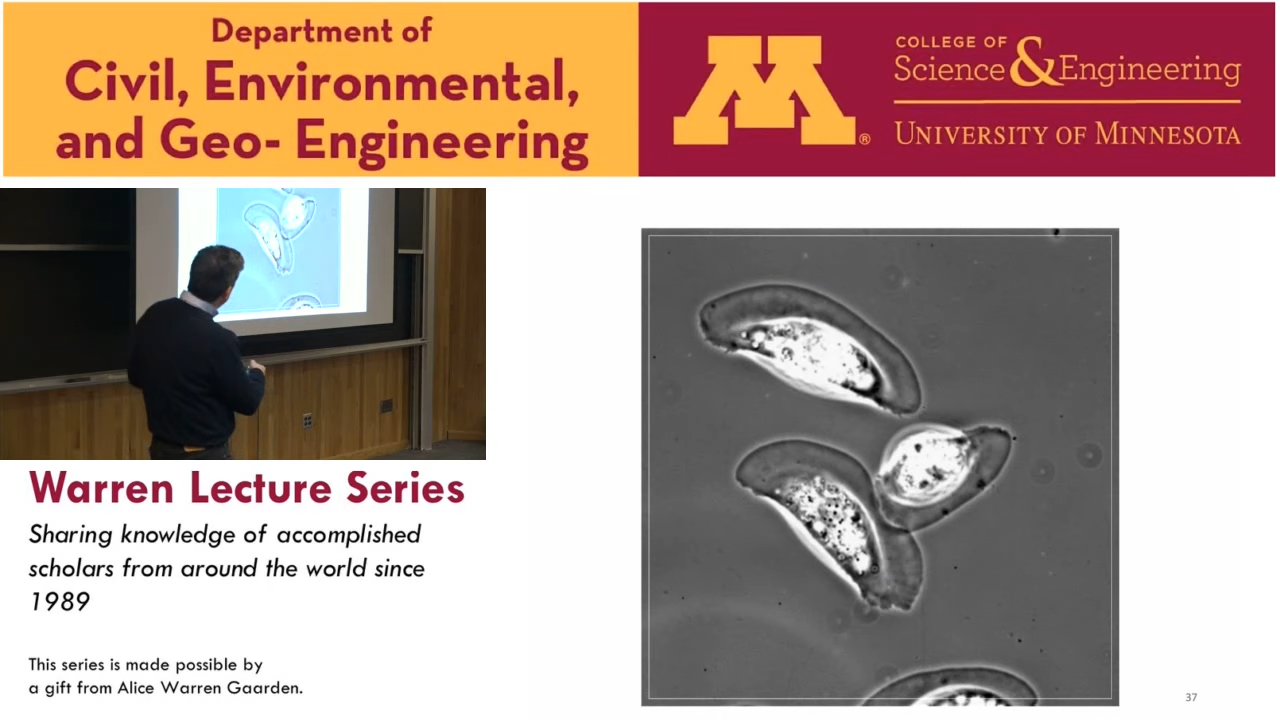 Department of
Civil, Environmental,
and Geo- Engineering
M®
COLLEGE OF
Science & Engineering
UNIVERSITY OF MINNESOTA
Warren Lecture Series
Sharing knowledge of accomplished
scholars from around the world since
1989
This series is made possible by
a gift from Alice Warren Gaarden.
37